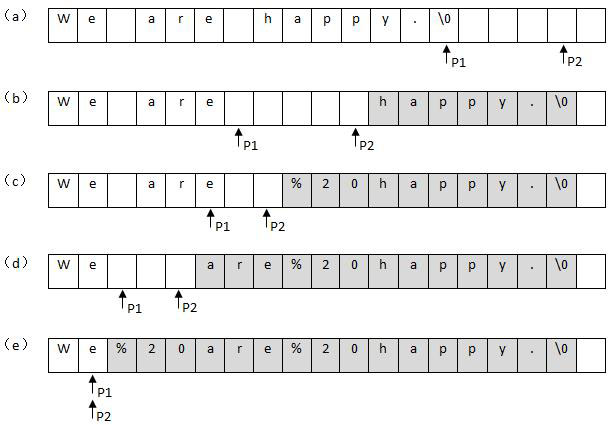 (a) W e a r e h a p p y . \0
P1 P2
(b) W e a r e h a p p y . \0
P1 P2
(c) W e a r e % 2 0 h a p p y . \0
P1 P2
(d) W e a r e % 2 0 h a p p y . \0
P1 P2
(e) W e % 2 0 a r e % 2 0 h a p p y . \0
P1
P2